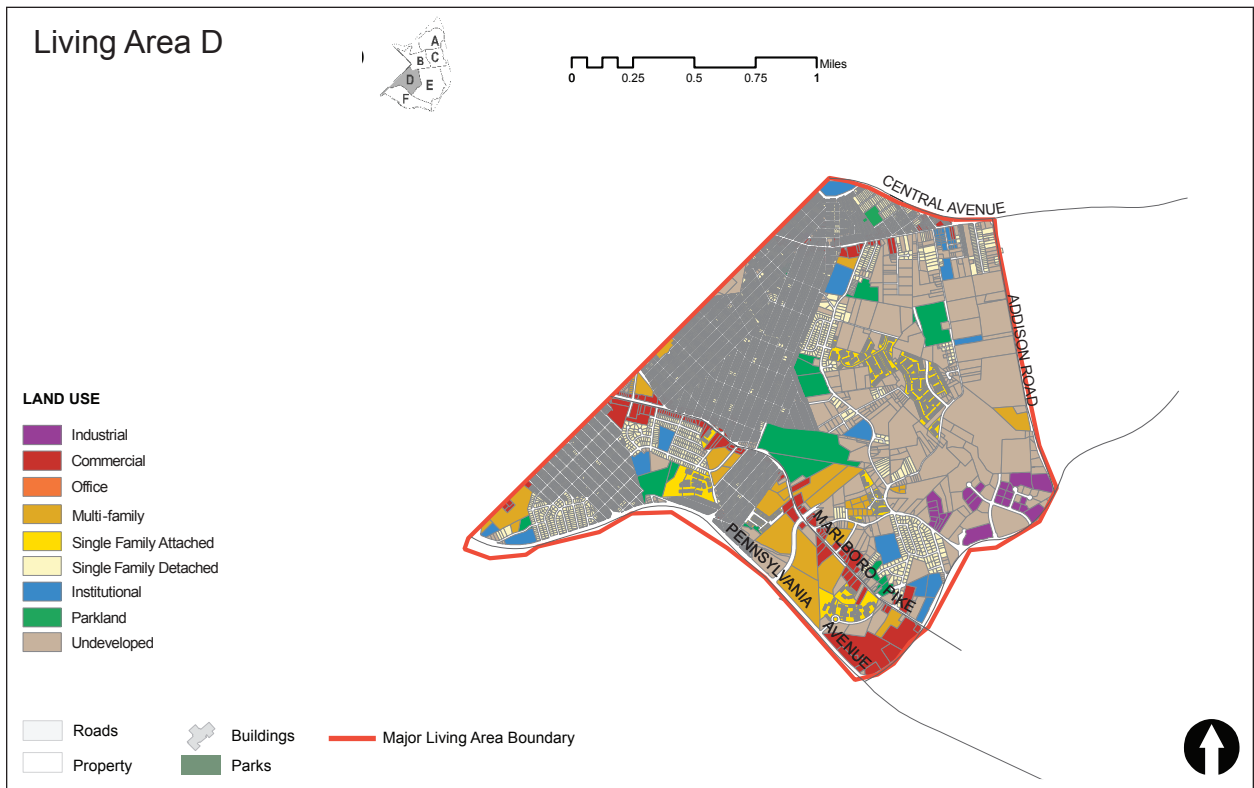 Living Area D
A
B
C
D
E
F
Miles
0
0.25
0.5
0.75
1
CENTRAL AVENUE
ADDISON ROAD
MARLBORO PIKE
PENNSYLVANIA AVENUE
LAND USE
Industrial
Commercial
Office
Multi-family
Single Family Attached
Single Family Detached
Institutional
Parkland
Undeveloped
Roads
Property
Buildings
Parks
Major Living Area Boundary